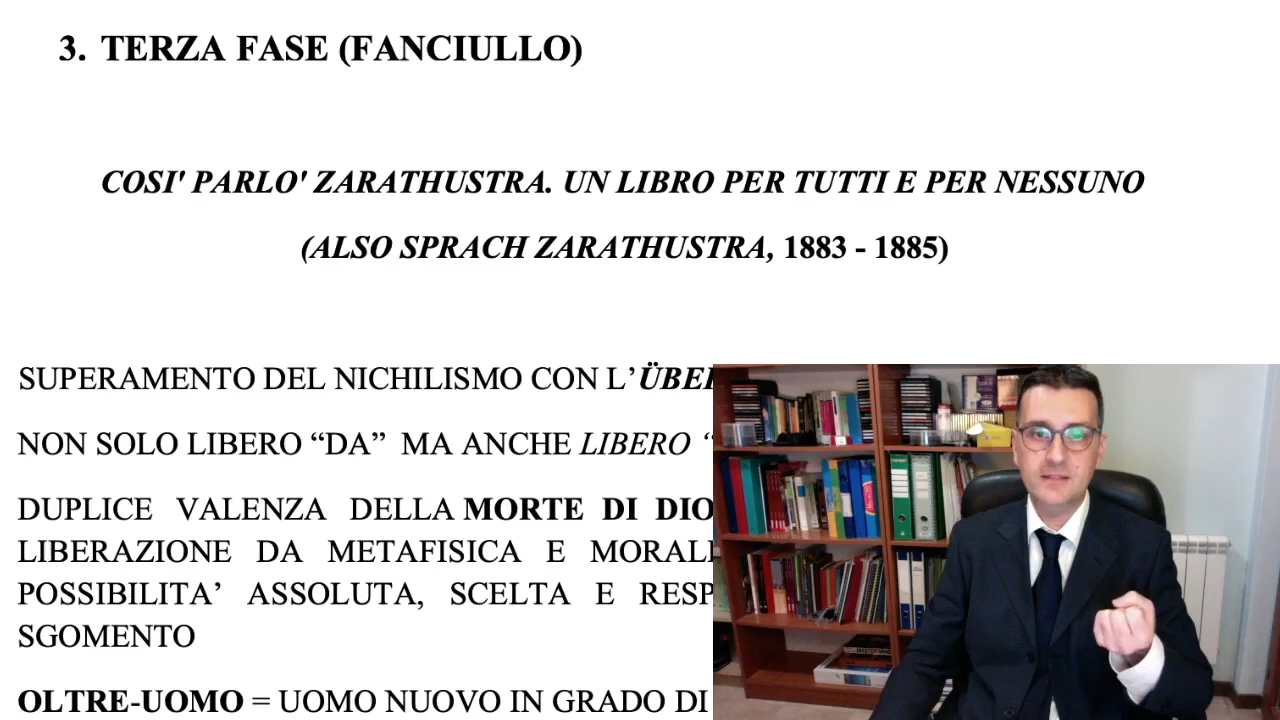 3. TERZA FASE (FANCIULLO)
COSI' PARLO' ZARATHUSTRA. UN LIBRO PER TUTTI E PER NESSUNO
(ALSO SPRACH ZARATHUSTRA, 1883 - 1885)
SUPERAMENTO DEL NICHILISMO CON L’
NON SOLO LIBERO “DA” MA ANCHE LIBERO “
DUPLICE VALENZA DELLA MORTE DI DIO
LIBERAZIONE DA METAFISICA E
POSSIBILITA’ ASSOLUTA, SCELTA E
SGOMENTO
OLTRE-UOMO = UOMO NUOVO IN GRADO DI